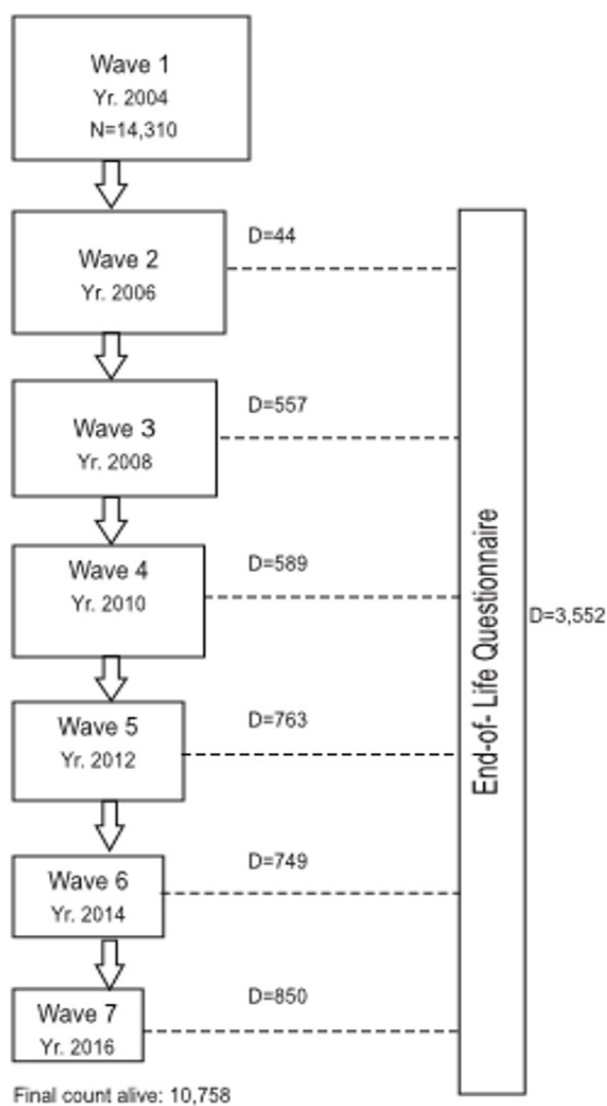 Wave 1
Yr. 2004
N=14,310
D=44
Wave 2
Yr. 2006
D=557
Wave 3
Yr. 2008
D=589
Wave 4
Yr. 2010
D=763
Wave 5
Yr. 2012
D=749
Wave 6
Yr. 2014
D=850
Wave 7
Yr. 2016
End-of- Life Questionnaire
D=3,552
Final count alive: 10,758